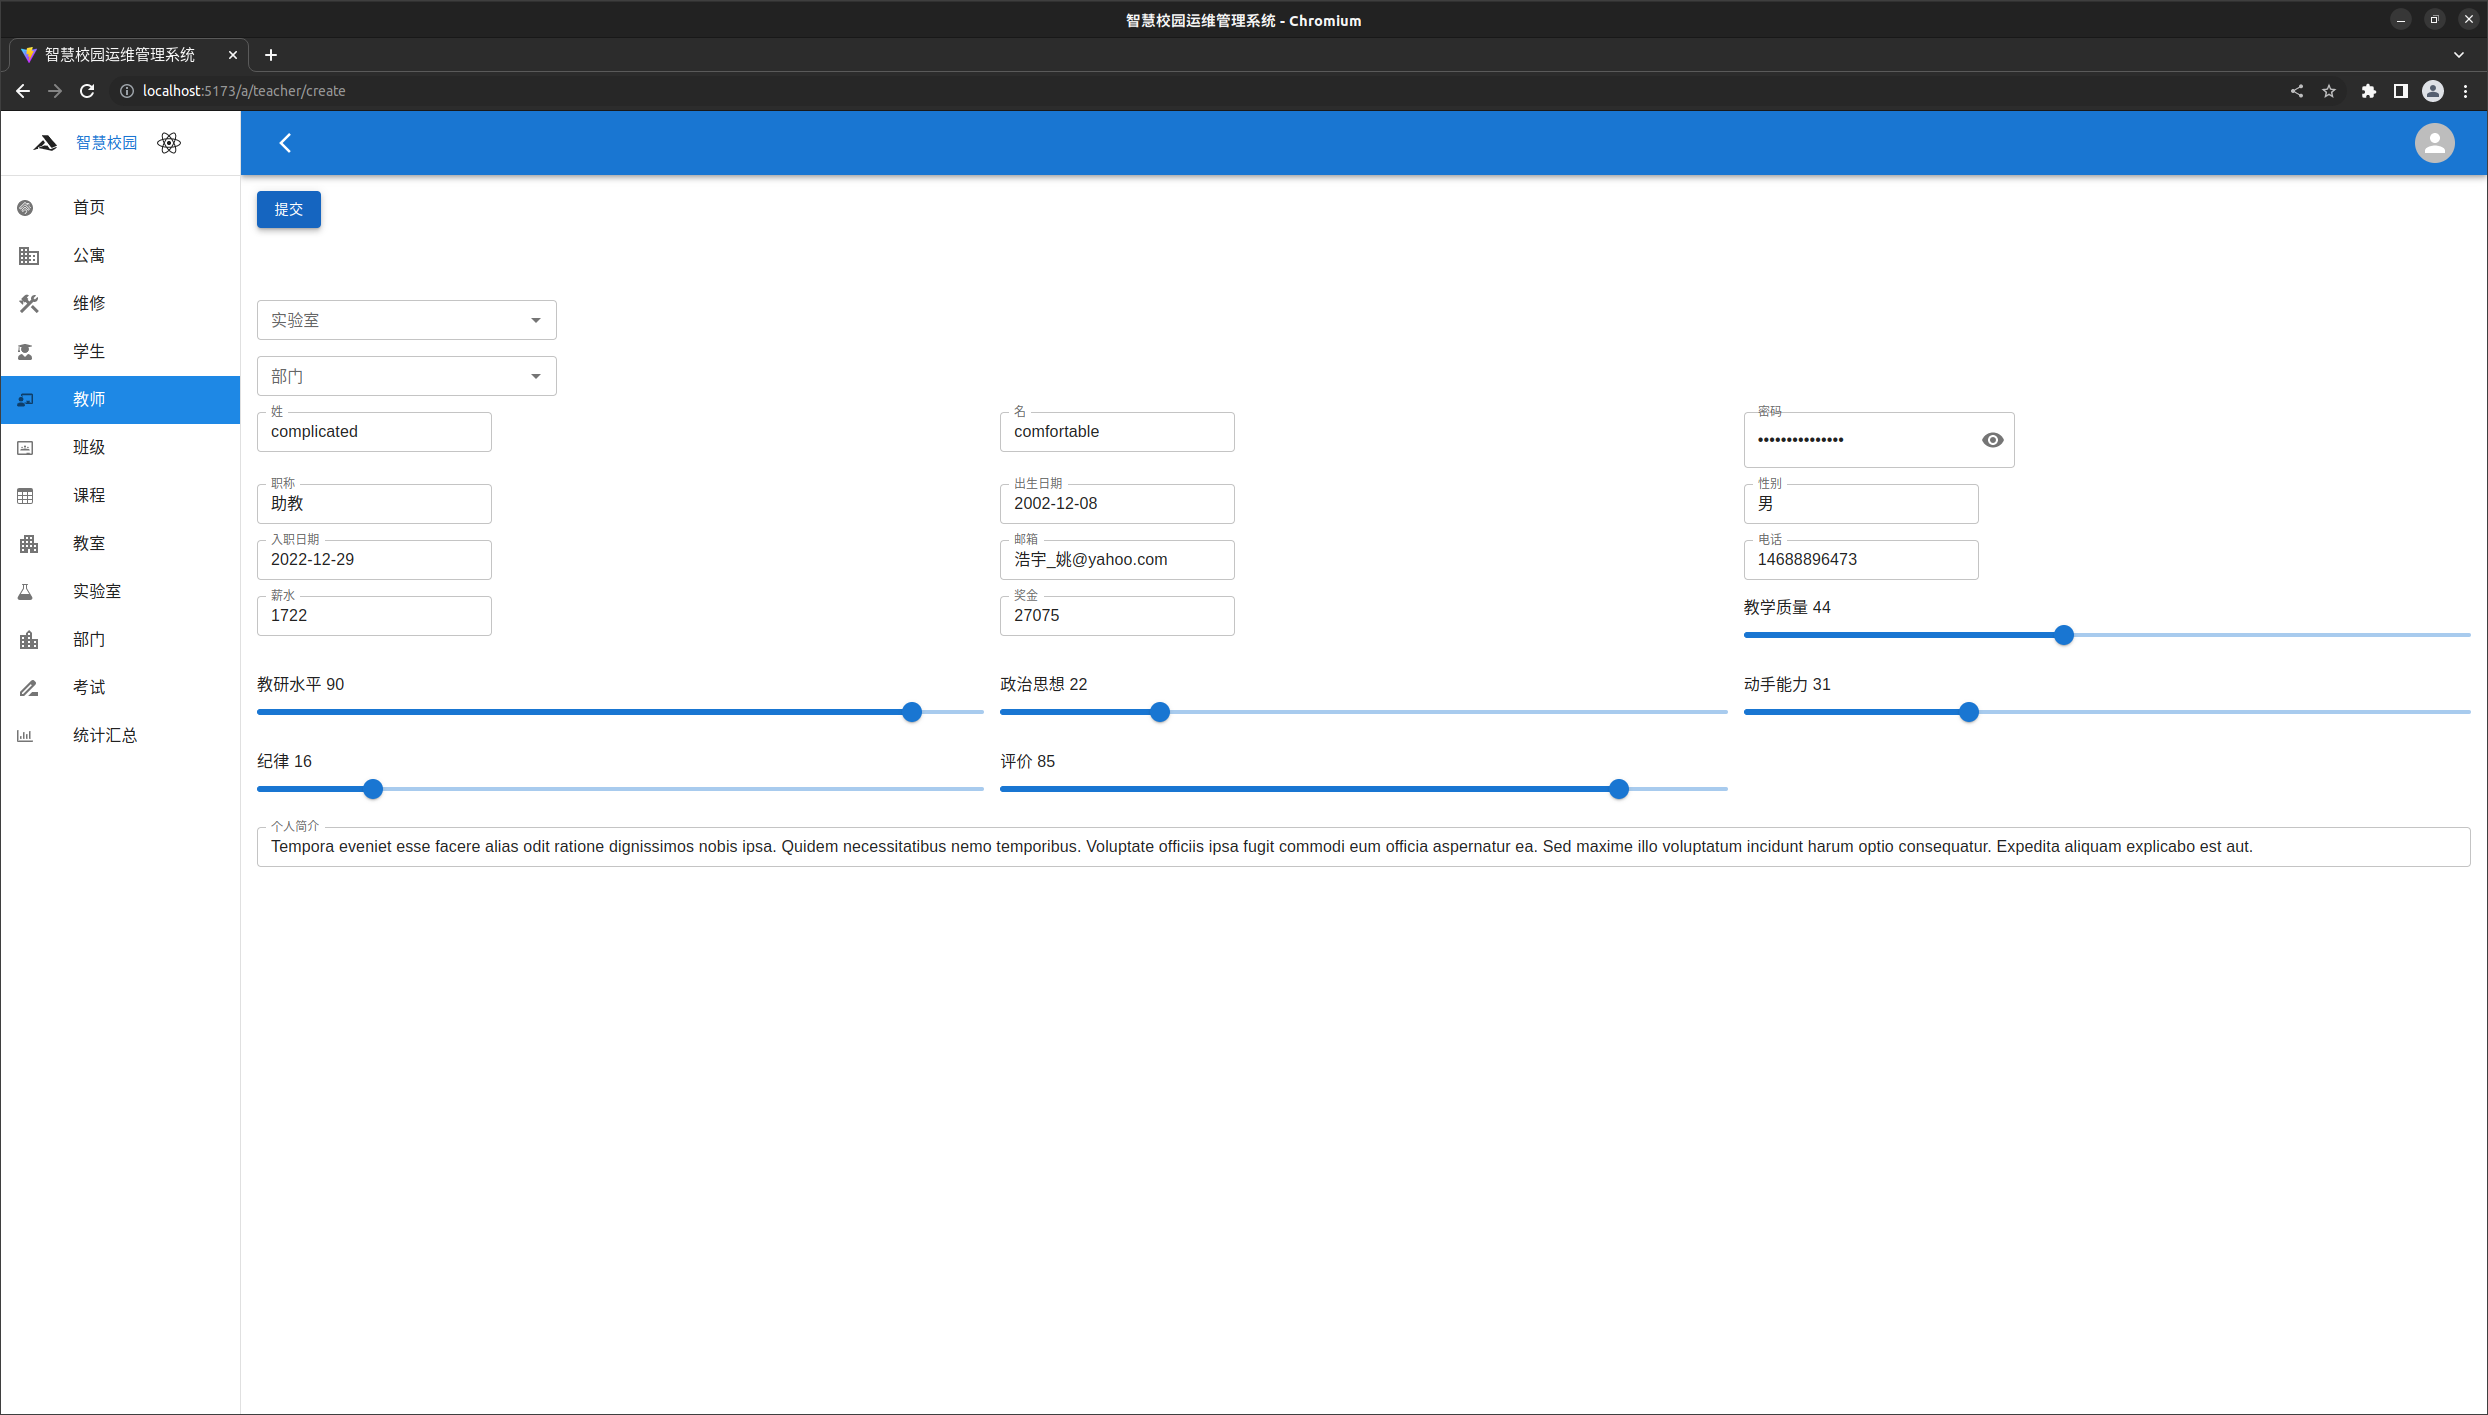 智慧校园运维管理系统 - Chromium
智慧校园运维管理系统
localhost:5173/a/teacher/create
智慧校园
首页
公寓
维修
学生
教师
班级
课程
教室
实验室
部门
考试
统计汇总
提交
实验室
部门
姓
complicated
名
comfortable
密码
•••••••••••••••
职称
助教
出生日期
2002-12-08
性别
男
入职日期
2022-12-29
邮箱
浩宇_姚@yahoo.com
电话
14688896473
薪水
1722
奖金
27075
教学质量 44
教研水平 90
政治思想 22
动手能力 31
纪律 16
评价 85
个人简介
Tempora eveniet esse facere alias odit ratione dignissimos nobis ipsa. Quidem necessitatibus nemo temporibus. Voluptate officiis ipsa fugit commodi eum officia aspernatur ea. Sed maxime illo voluptatum incidunt harum optio consequatur. Expedita aliquam explicabo est aut.